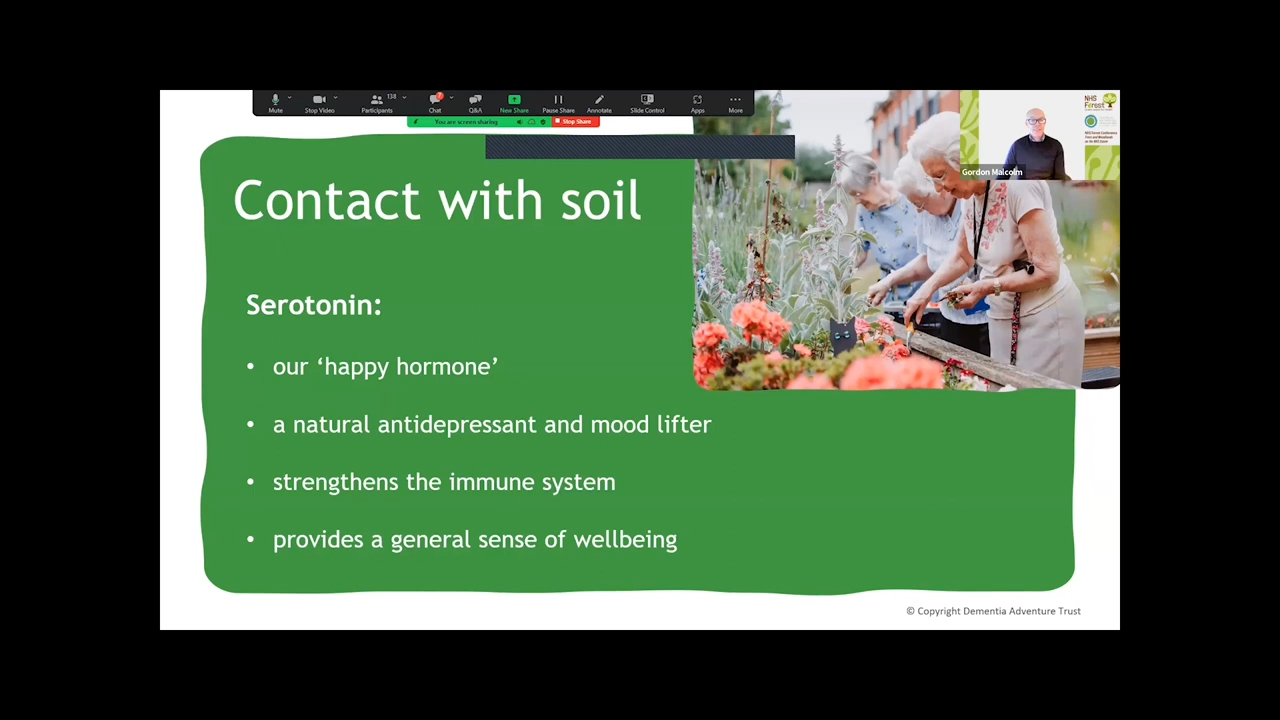 Mute
Stop Video
Participants
138
Chat
7
Q&A
New Share
Pause Share
Annotate
Slide Control
Apps
More
You are screen sharing
Stop Share
NHS
Forest
Gordon Malcolm
Contact with soil
Serotonin:
• our ‘happy hormone’
• a natural antidepressant and mood lifter
• strengthens the immune system
• provides a general sense of wellbeing
© Copyright Dementia Adventure Trust